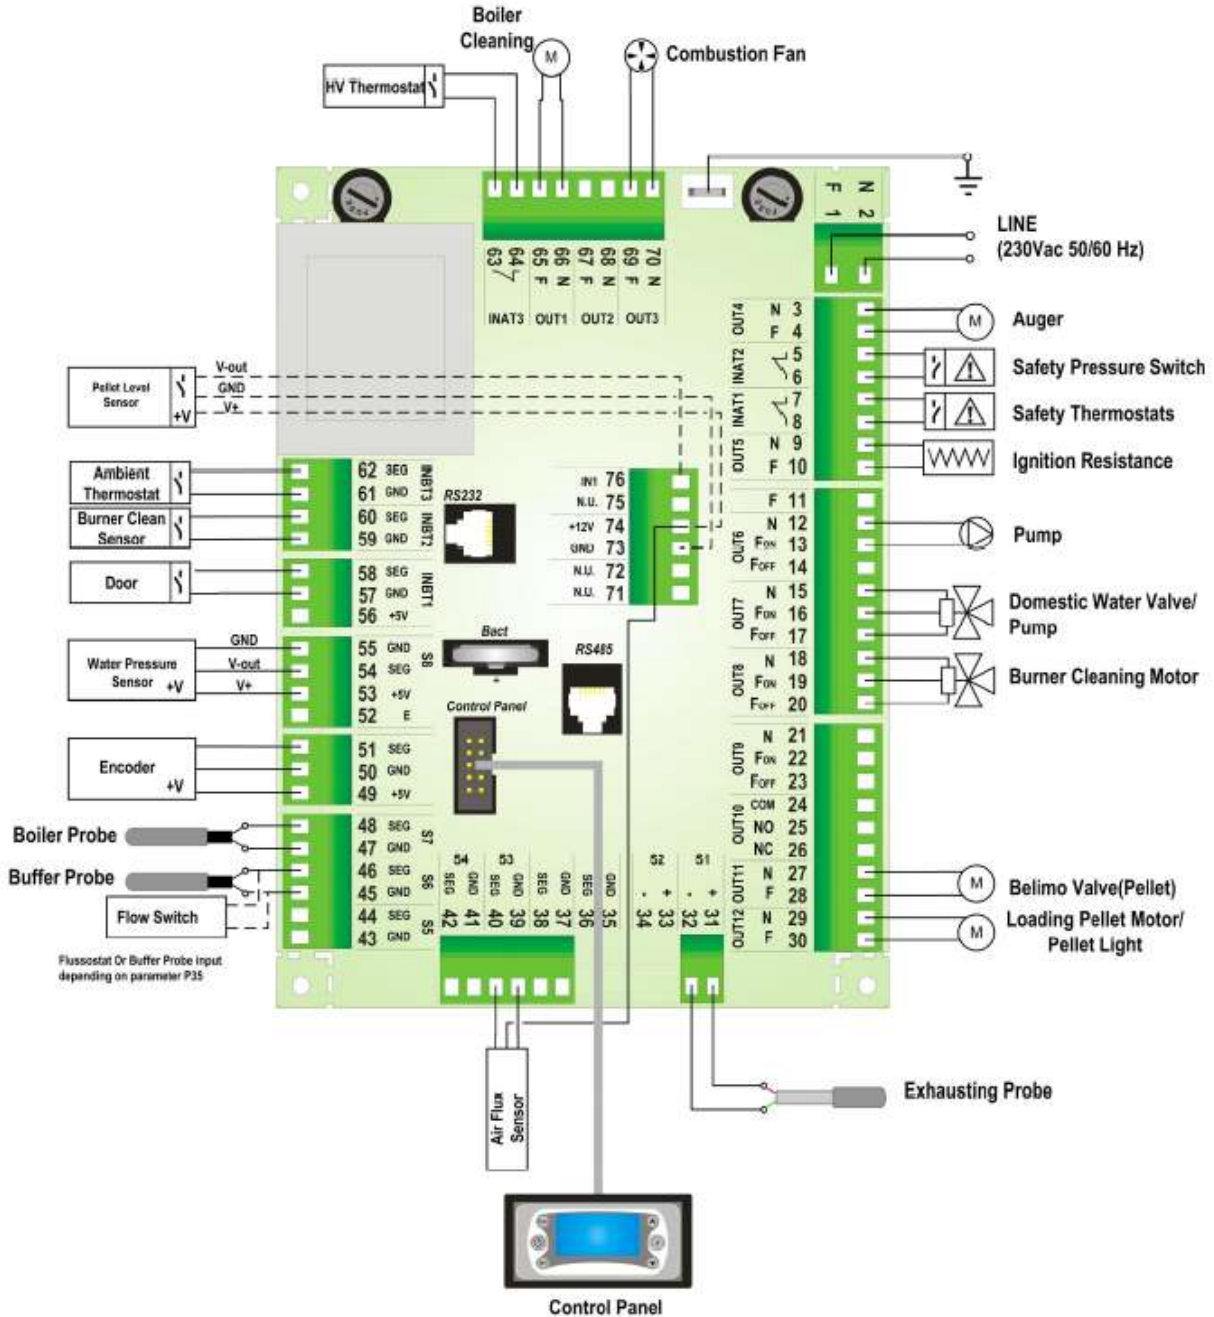 Boiler
Cleaning
M
Combustion Fan
HV Thermostat
F 1
N 2
LINE
(230Vac 50/60 Hz)
63
64
65 F
66 N
67 F
68 N
69 F
70 N
INAT3 OUT1 OUT2 OUT3
OUT4
N 3
F 4
M
Auger
INAT2
5
6
Safety Pressure Switch
INAT1
7
8
Safety Thermostats
OUT5
N 9
F 10
Ignition Resistance
F 11
OUT6
N 12
FON 13
FOFF 14
Pump
OUT7
N 15
FON 16
FOFF 17
Domestic Water Valve/
Pump
OUT8
N 18
FON 19
FOFF 20
Burner Cleaning Motor
OUT9
N 21
FON 22
FOFF 23
OUT10
COM 24
NO 25
NC 26
OUT11
N 27
F 28
M
Belimo Valve(Pellet)
OUT12
N 29
F 30
M
Loading Pellet Motor/
Pellet Light
Pellet Level
Sensor
+V
V-out
GND
V+
Ambient
Thermostat
62 SEG
61 GND
INBT3
Burner Clean
Sensor
60 SEG
59 GND
INBT2
Door
58 SEG
57 GND
56 +5V
INBT1
Water Pressure
Sensor +V
GND
V-out
V+
55 GND
54 SEG
53 +5V
52 E
S8
Encoder
+V
51 SEG
50 GND
49 +5V
Boiler Probe
48 SEG
47 GND
S7
Buffer Probe
46 SEG
45 GND
S6
Flow Switch
44 SEG
43 GND
S5
Flussostat Or Buffer Probe input
depending on parameter P35
RS232
IN1 76
N.U. 75
+12V 74
GND 73
N.U. 72
N.U. 71
Bact
+
RS485
Control Panel
S4
S3
S2
S1
SEG 42
GND 41
SEG 40
GND 39
SEG 38
GND 37
SEG 36
GND 35
- 34
+ 33
- 32
+ 31
Air Flux
Sensor
Exhausting Probe
Control Panel